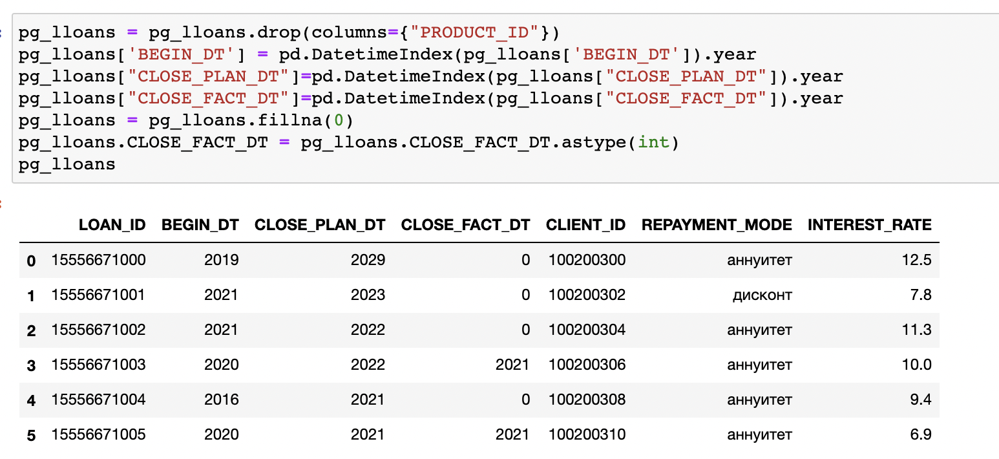 pg_lloans = pg_lloans.drop(columns={"PRODUCT_ID"})
pg_lloans['BEGIN_DT'] = pd.DatetimeIndex(pg_lloans['BEGIN_DT']).year
pg_lloans["CLOSE_PLAN_DT"]=pd.DatetimeIndex(pg_lloans["CLOSE_PLAN_DT"]).year
pg_lloans["CLOSE_FACT_DT"]=pd.DatetimeIndex(pg_lloans["CLOSE_FACT_DT"]).year
pg_lloans = pg_lloans.fillna(0)
pg_lloans.CLOSE_FACT_DT = pg_lloans.CLOSE_FACT_DT.astype(int)
pg_lloans
LOAN_ID BEGIN_DT CLOSE_PLAN_DT CLOSE_FACT_DT CLIENT_ID REPAYMENT_MODE INTEREST_RATE
0 15556671000 2019 2029 0 100200300 аннуитет 12.5
1 15556671001 2021 2023 0 100200302 дисконт 7.8
2 15556671002 2021 2022 0 100200304 аннуитет 11.3
3 15556671003 2020 2022 2021 100200306 аннуитет 10.0
4 15556671004 2016 2021 0 100200308 аннуитет 9.4
5 15556671005 2020 2021 2021 100200310 аннуитет 6.9